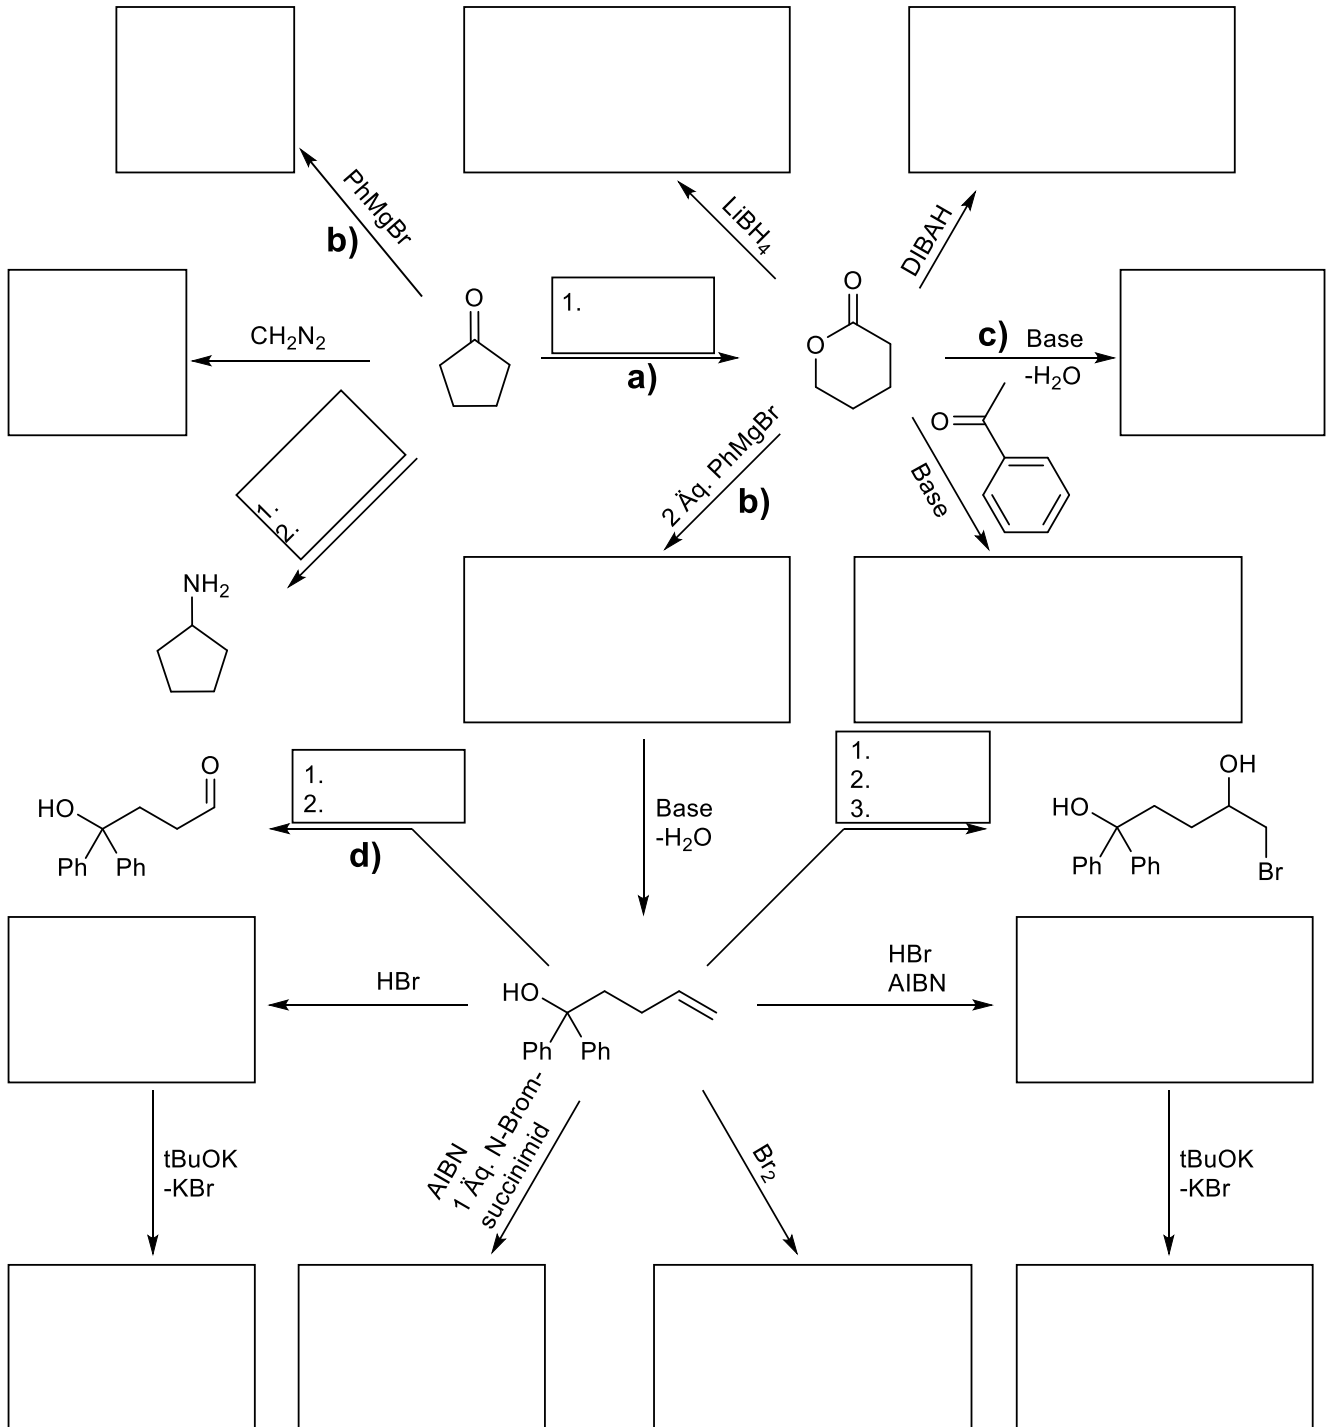 PhMgBr
b)
LiBH4
DIBAH
CH2N2
O
1.
a)
O
O
c) Base
-H2O
O
1.
2.
2 Äq. PhMgBr
b)
Base
NH2
O
HO
Ph Ph
1.
2.
d)
Base
-H2O
1.
2.
3.
OH
HO
Ph Ph
Br
HBr
HO
Ph Ph
HBr
AIBN
tBuOK
-KBr
AIBN
1 Äq. N-Brom-
succinimid
Br2
tBuOK
-KBr